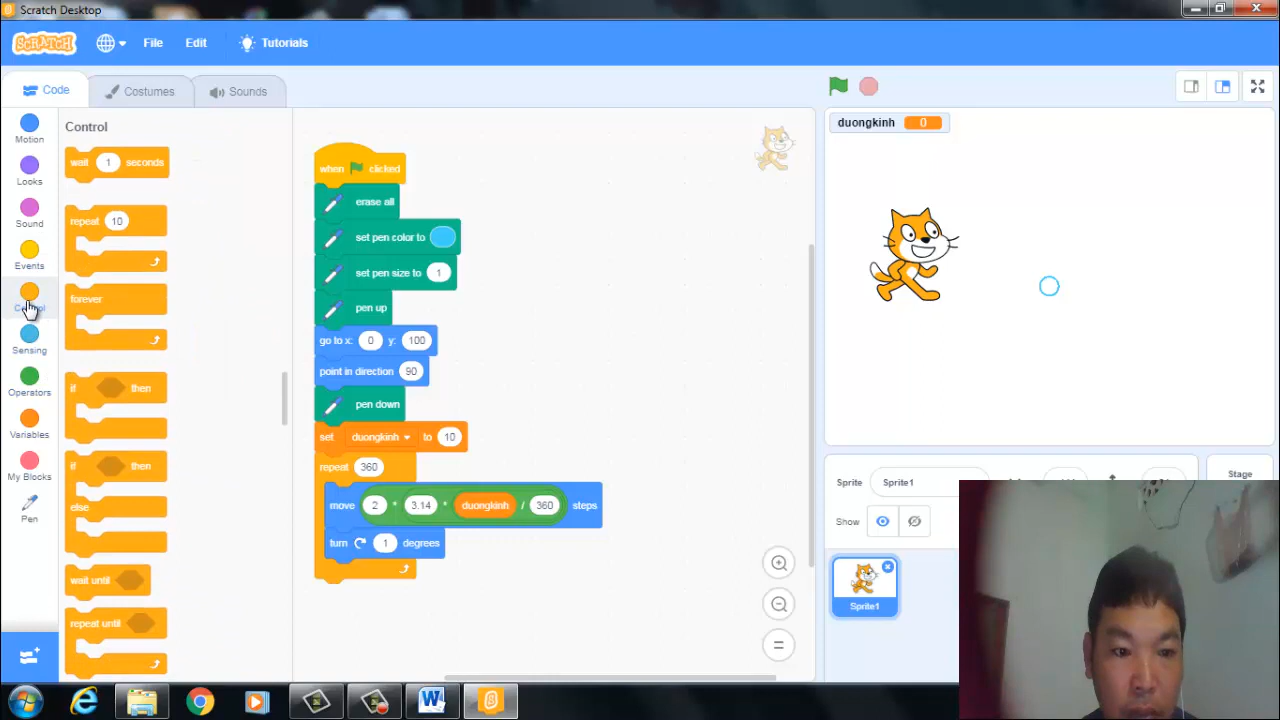 Scratch Desktop
SCRATCH File Edit Tutorials
Code Costumes Sounds
Motion
Looks
Sound
Events
Control
Sensing
Operators
Variables
My Blocks
Pen
Control
wait 1 seconds
repeat 10
forever
if then
if then
else
wait until
repeat until
when clicked
erase all
set pen color to
set pen size to 1
pen up
go to x: 0 y: 100
point in direction 90
pen down
set duongkinh to 10
repeat 360
move 2 * 3.14 * duongkinh / 360 steps
turn 1 degrees
duongkinh 0
Sprite Sprite1
Show
Sprite1
Stage